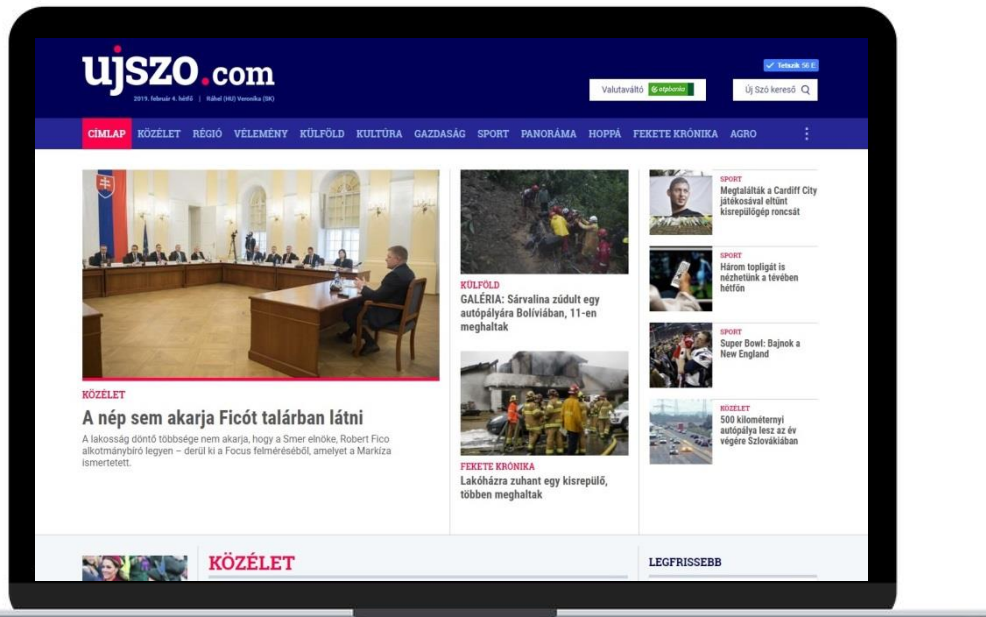 ujszo.com
2019. február 4. hétfő | Ráhel (HU) Veronika (SK)
Tetszik 56 E
Valutaváltó otpbanka
Új Szó kereső
CÍMLAP KÖZÉLET RÉGIÓ VÉLEMÉNY KÜLFÖLD KULTÚRA GAZDASÁG SPORT PANORÁMA HOPPÁ FEKETE KRÓNIKA AGRO
KÖZÉLET
A nép sem akarja Ficót talárban látni
A lakosság döntő többsége nem akarja, hogy a Smer elnöke, Robert Fico
alkotmánybíró legyen – derül ki a Focus felméréséből, amelyet a Markíza
ismertetett.
KÜLFÖLD
GALÉRIA: Sárvalina zúdult egy
autópályára Bolíviában, 11-en
meghaltak
FEKETE KRÓNIKA
Lakóházra zuhant egy kisrepülő,
többen meghaltak
SPORT
Megtalálták a Cardiff City
játékosával eltűnt
kisrepülőgép roncsát
SPORT
Három topligát is
nézhetünk a tévében
hétfőn
SPORT
Super Bowl: Bajnok a
New England
KÖZÉLET
500 kilométernyi
autópálya lesz az év
végére Szlovákiában
KÖZÉLET
LEGFRISSEBB